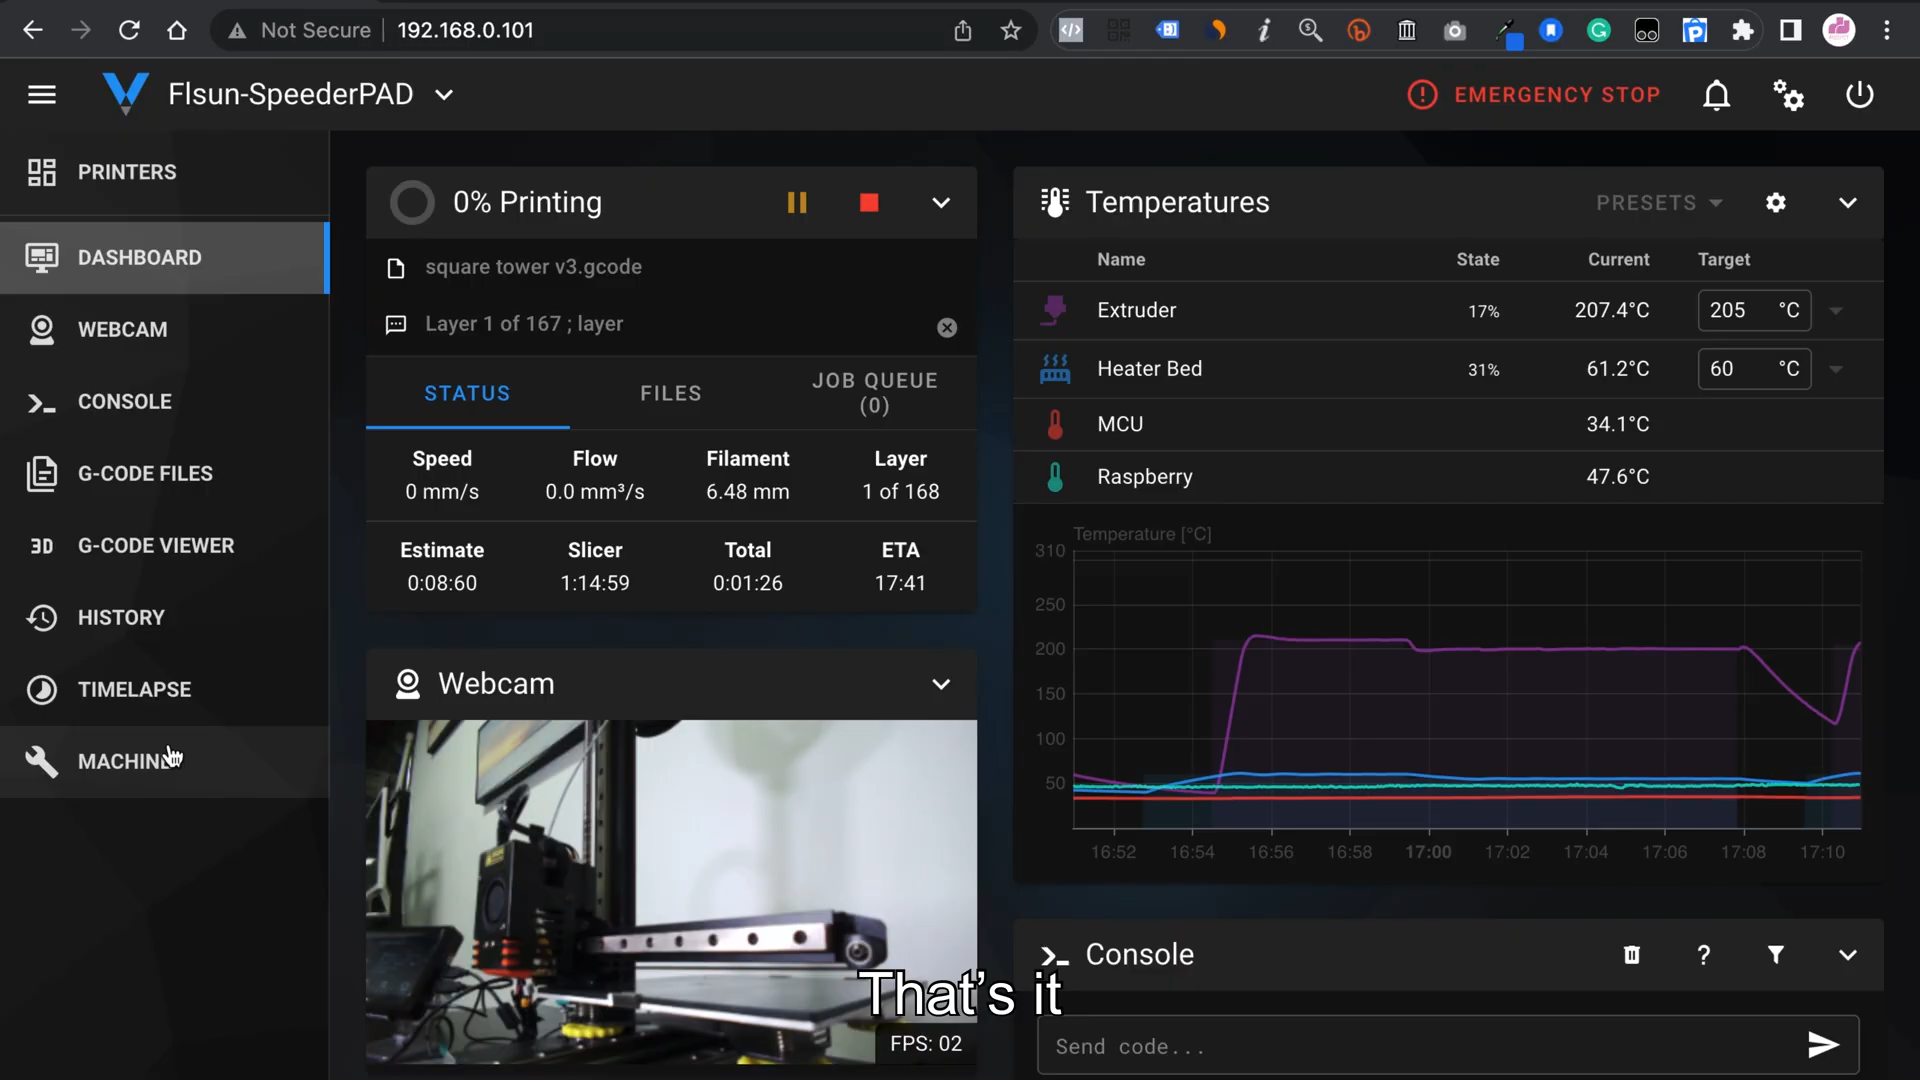 Not Secure
192.168.0.101
Flsun-SpeederPAD
EMERGENCY STOP
PRINTERS
DASHBOARD
WEBCAM
CONSOLE
G-CODE FILES
3D G-CODE VIEWER
HISTORY
TIMELAPSE
MACHINE
0% Printing
square tower v3.gcode
Layer 1 of 167 ; layer
STATUS
FILES
JOB QUEUE
(0)
Speed Flow Filament Layer
0 mm/s 0.0 mm³/s 6.48 mm 1 of 168
Estimate Slicer Total ETA
0:08:60 1:14:59 0:01:26 17:41
Webcam
FPS: 02
Temperatures
PRESETS
Name State Current Target
Extruder 17% 207.4°C 205 °C
Heater Bed 31% 61.2°C 60 °C
MCU 34.1°C
Raspberry 47.6°C
Temperature [°C]
310
250
200
150
100
50
16:52 16:54 16:56 16:58 17:00 17:02 17:04 17:06 17:08 17:10
Console
Send code...
That's it